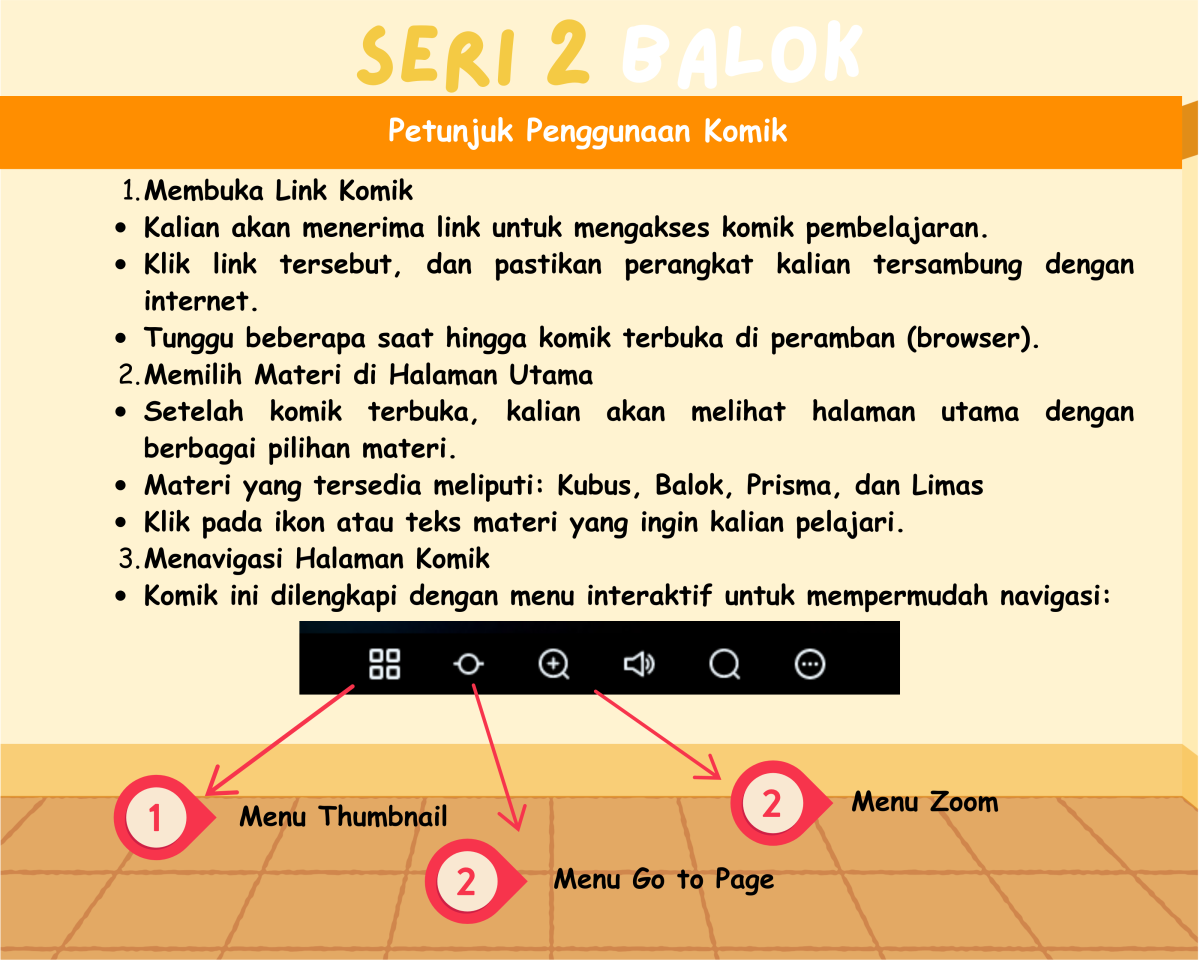 SERI 2 BALOK
Petunjuk Penggunaan Komik
1. Membuka Link Komik
• Kalian akan menerima link untuk mengakses komik pembelajaran.
• Klik link tersebut, dan pastikan perangkat kalian tersambung dengan
internet.
• Tunggu beberapa saat hingga komik terbuka di peramban (browser).
2. Memilih Materi di Halaman Utama
• Setelah komik terbuka, kalian akan melihat halaman utama dengan
berbagai pilihan materi.
• Materi yang tersedia meliputi: Kubus, Balok, Prisma, dan Limas
• Klik pada ikon atau teks materi yang ingin kalian pelajari.
3. Menavigasi Halaman Komik
• Komik ini dilengkapi dengan menu interaktif untuk mempermudah navigasi:
1 Menu Thumbnail
2 Menu Zoom
2 Menu Go to Page